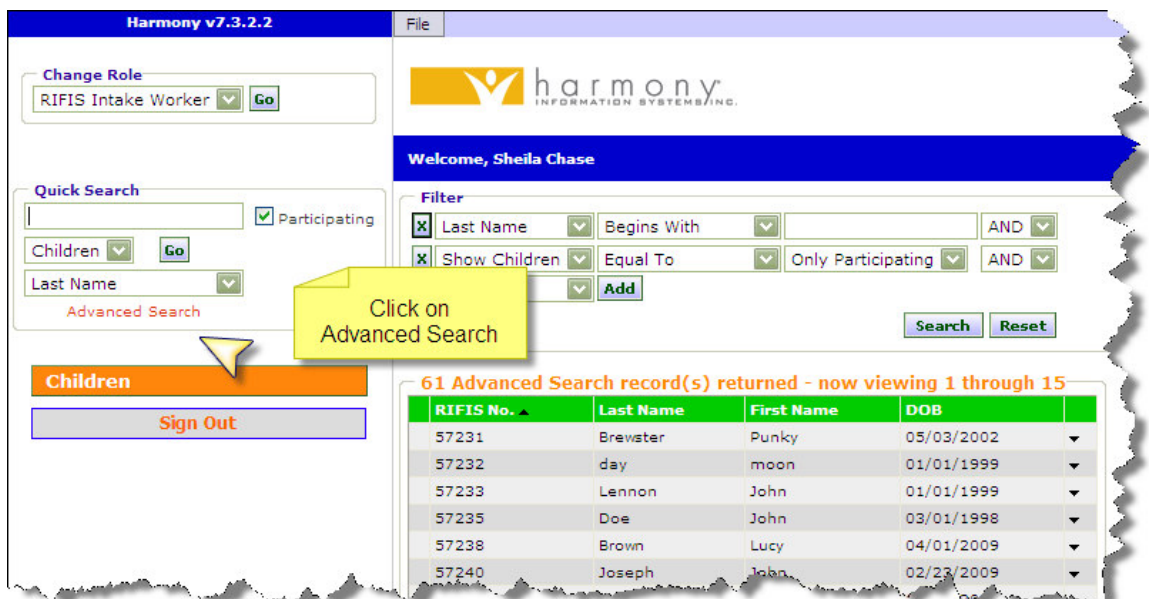 Harmony v7.3.2.2
File
Change Role
RIFIS Intake Worker Go
harmony
INFORMATION SYSTEMS, INC.
Welcome, Sheila Chase
Quick Search
Participating
Children Go
Last Name
Advanced Search
Click on
Advanced Search
Filter
X Last Name Begins With AND
X Show Children Equal To Only Participating AND
Add
Search Reset
Children
Sign Out
61 Advanced Search record(s) returned - now viewing 1 through 15
RIFIS No. Last Name First Name DOB
57231 Brewster Punky 05/03/2002
57232 day moon 01/01/1999
57233 Lennon John 01/01/1999
57235 Doe John 03/01/1998
57238 Brown Lucy 04/01/2009
57240 Joseph John 02/23/2009